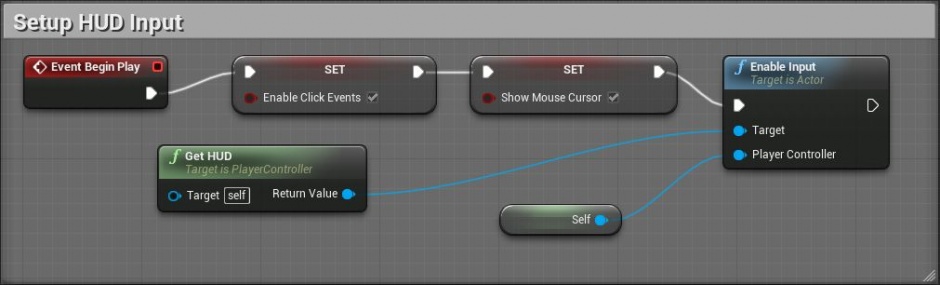 Setup HUD Input
Event Begin Play
SET
Enable Click Events
SET
Show Mouse Cursor
f Enable Input
Target is Actor
Target
Player Controller
f Get HUD
Target is PlayerController
Target self
Return Value
Self